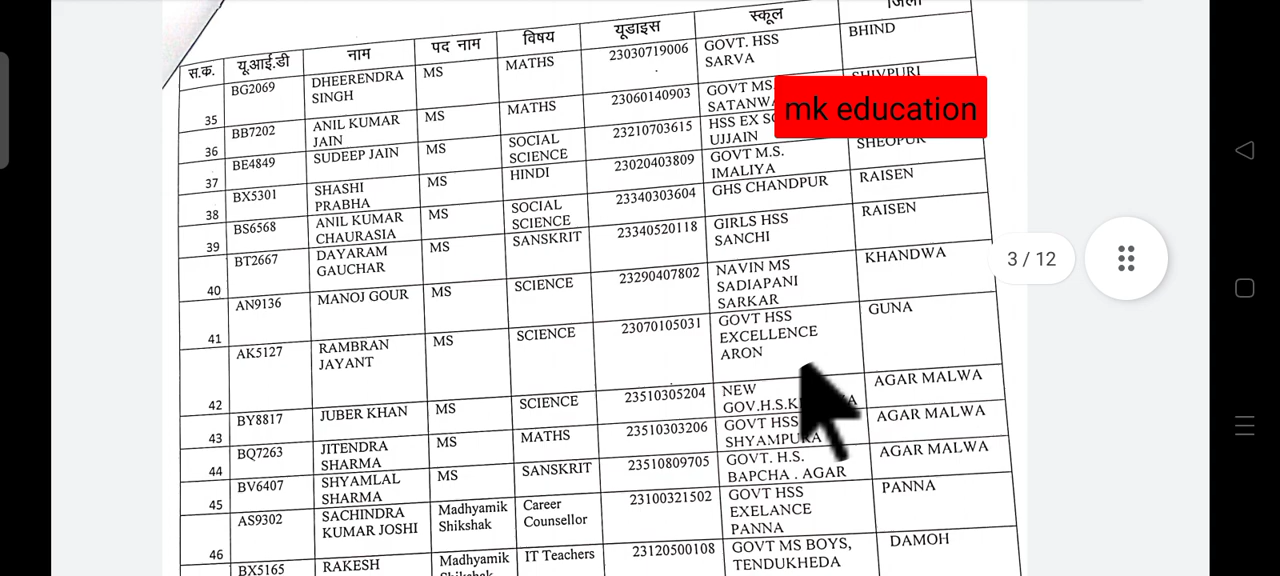 स.क. यू.आई.डी नाम पद नाम विषय यूडाइस स्कूल जिला
BG2069 DHEERENDRA MS MATHS 23030719006 GOVT. HSS BHIND
35 SINGH SARVA
BB7202 ANIL KUMAR MS MATHS 23060140903 GOVT MS SHIVPURI
36 JAIN
BE4849 SUDEEP JAIN MS SOCIAL 23210703615 HSS EX
37 SCIENCE UJJAIN
BX5301 SHASHI MS HINDI 23020403809 GOVT M.S. SHEOPUR
38 PRABHA IMALIYA
BS6568 ANIL KUMAR MS SOCIAL 23340303604 GHS CHANDPUR RAISEN
39 CHAURASIA SCIENCE
BT2667 DAYARAM MS SANSKRIT 23340520118 GIRLS HSS RAISEN
40 GAUCHAR SANCHI
AN9136 MANOJ GOUR MS SCIENCE 23290407802 NAVIN MS KHANDWA
SADIAPANI
41 SARKAR
AK5127 RAMBRAN MS SCIENCE 23070105031 GOVT HSS GUNA
JAYANT EXCELLENCE
42 ARON
BY8817 JUBER KHAN MS SCIENCE 23510305204 NEW AGAR MALWA
43
BQ7263 JITENDRA MS MATHS 23510303206 GOVT HSS AGAR MALWA
44 SHARMA SHYAMPURA
BV6407 SHYAMLAL MS SANSKRIT 23510809705 GOVT. H.S. AGAR MALWA
45 SHARMA BAPCHA . AGAR
AS9302 SACHINDRA Madhyamik Career 23100321502 GOVT HSS PANNA
KUMAR JOSHI Shikshak Counsellor EXELANCE
46 PANNA
BX5165 RAKESH Madhyamik IT Teachers 23120500108 GOVT MS BOYS, DAMOH
TENDUKHEDA
mk education
3 / 12